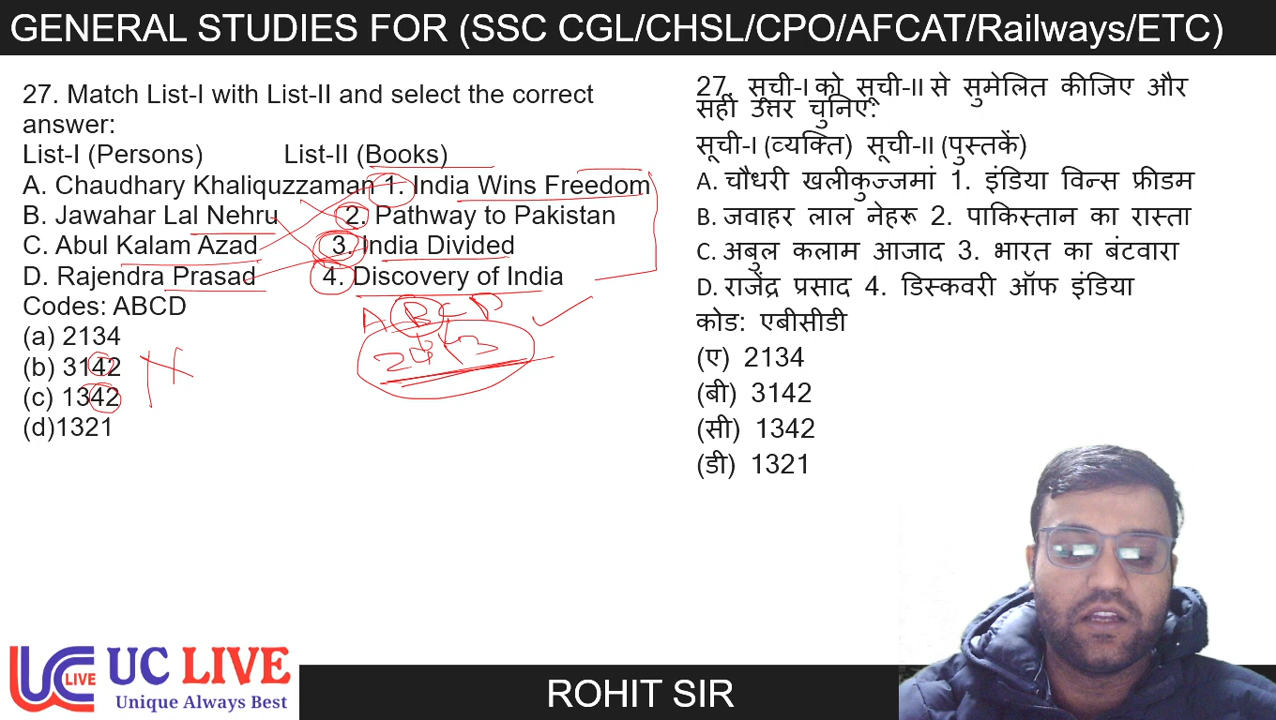 GENERAL STUDIES FOR (SSC CGL/CHSL/CPO/AFCAT/Railways/ETC)
27. Match List-I with List-II and select the correct
answer:
List-I (Persons) List-II (Books)
A. Chaudhary Khaliquzzaman 1. India Wins Freedom
B. Jawahar Lal Nehru 2. Pathway to Pakistan
C. Abul Kalam Azad 3. India Divided
D. Rajendra Prasad 4. Discovery of India
Codes: ABCD
(a) 2134
(b) 3142
(c) 1342
(d)1321
A B C D
2413
27. सूची-I को सूची-II से सुमेलित कीजिए और
सही उत्तर चुनिए:
सूची-I (व्यक्ति) सूची-II (पुस्तकें)
A. चौधरी खलीकुज्जमां 1. इंडिया विन्स फ्रीडम
B. जवाहर लाल नेहरू 2. पाकिस्तान का रास्ता
C. अबुल कलाम आजाद 3. भारत का बंटवारा
D. राजेंद्र प्रसाद 4. डिस्कवरी ऑफ इंडिया
कोड: एबीसीडी
(ए) 2134
(बी) 3142
(सी) 1342
(डी) 1321
UC LIVE
LIVE
Unique Always Best
ROHIT SIR